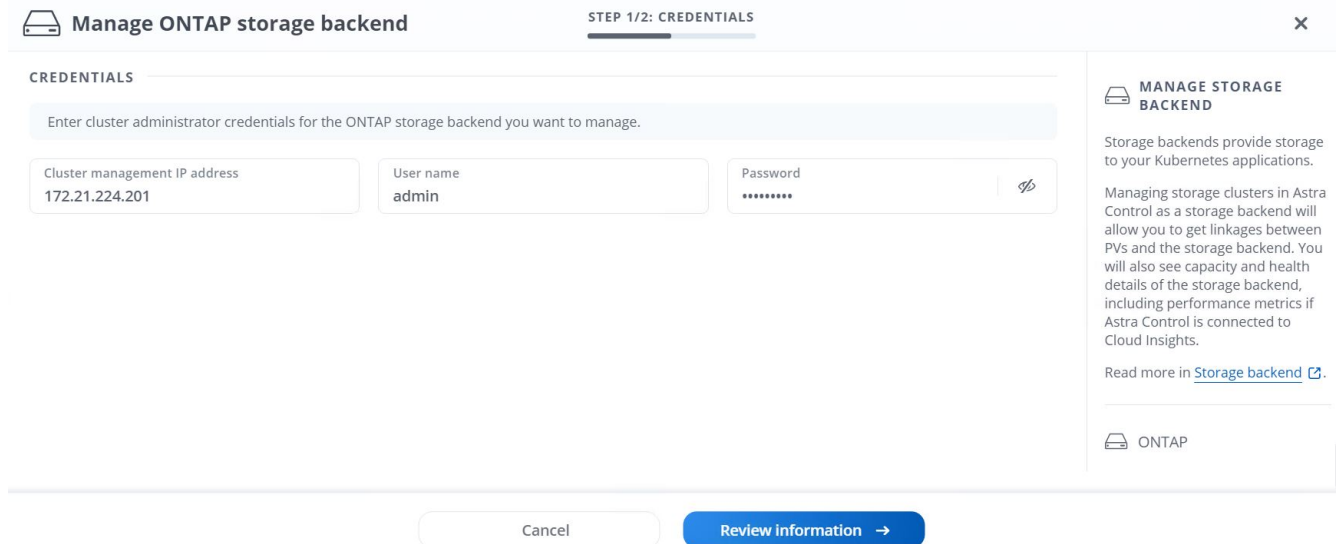 Manage ONTAP storage backend
STEP 1/2: CREDENTIALS
CREDENTIALS
Enter cluster administrator credentials for the ONTAP storage backend you want to manage.
Cluster management IP address
172.21.224.201
User name
admin
Password
•••••••••
MANAGE STORAGE
BACKEND
Storage backends provide storage
to your Kubernetes applications.
Managing storage clusters in Astra
Control as a storage backend will
allow you to get linkages between
PVs and the storage backend. You
will also see capacity and health
details of the storage backend,
including performance metrics if
Astra Control is connected to
Cloud Insights.
Read more in Storage backend.
ONTAP
Cancel
Review information →